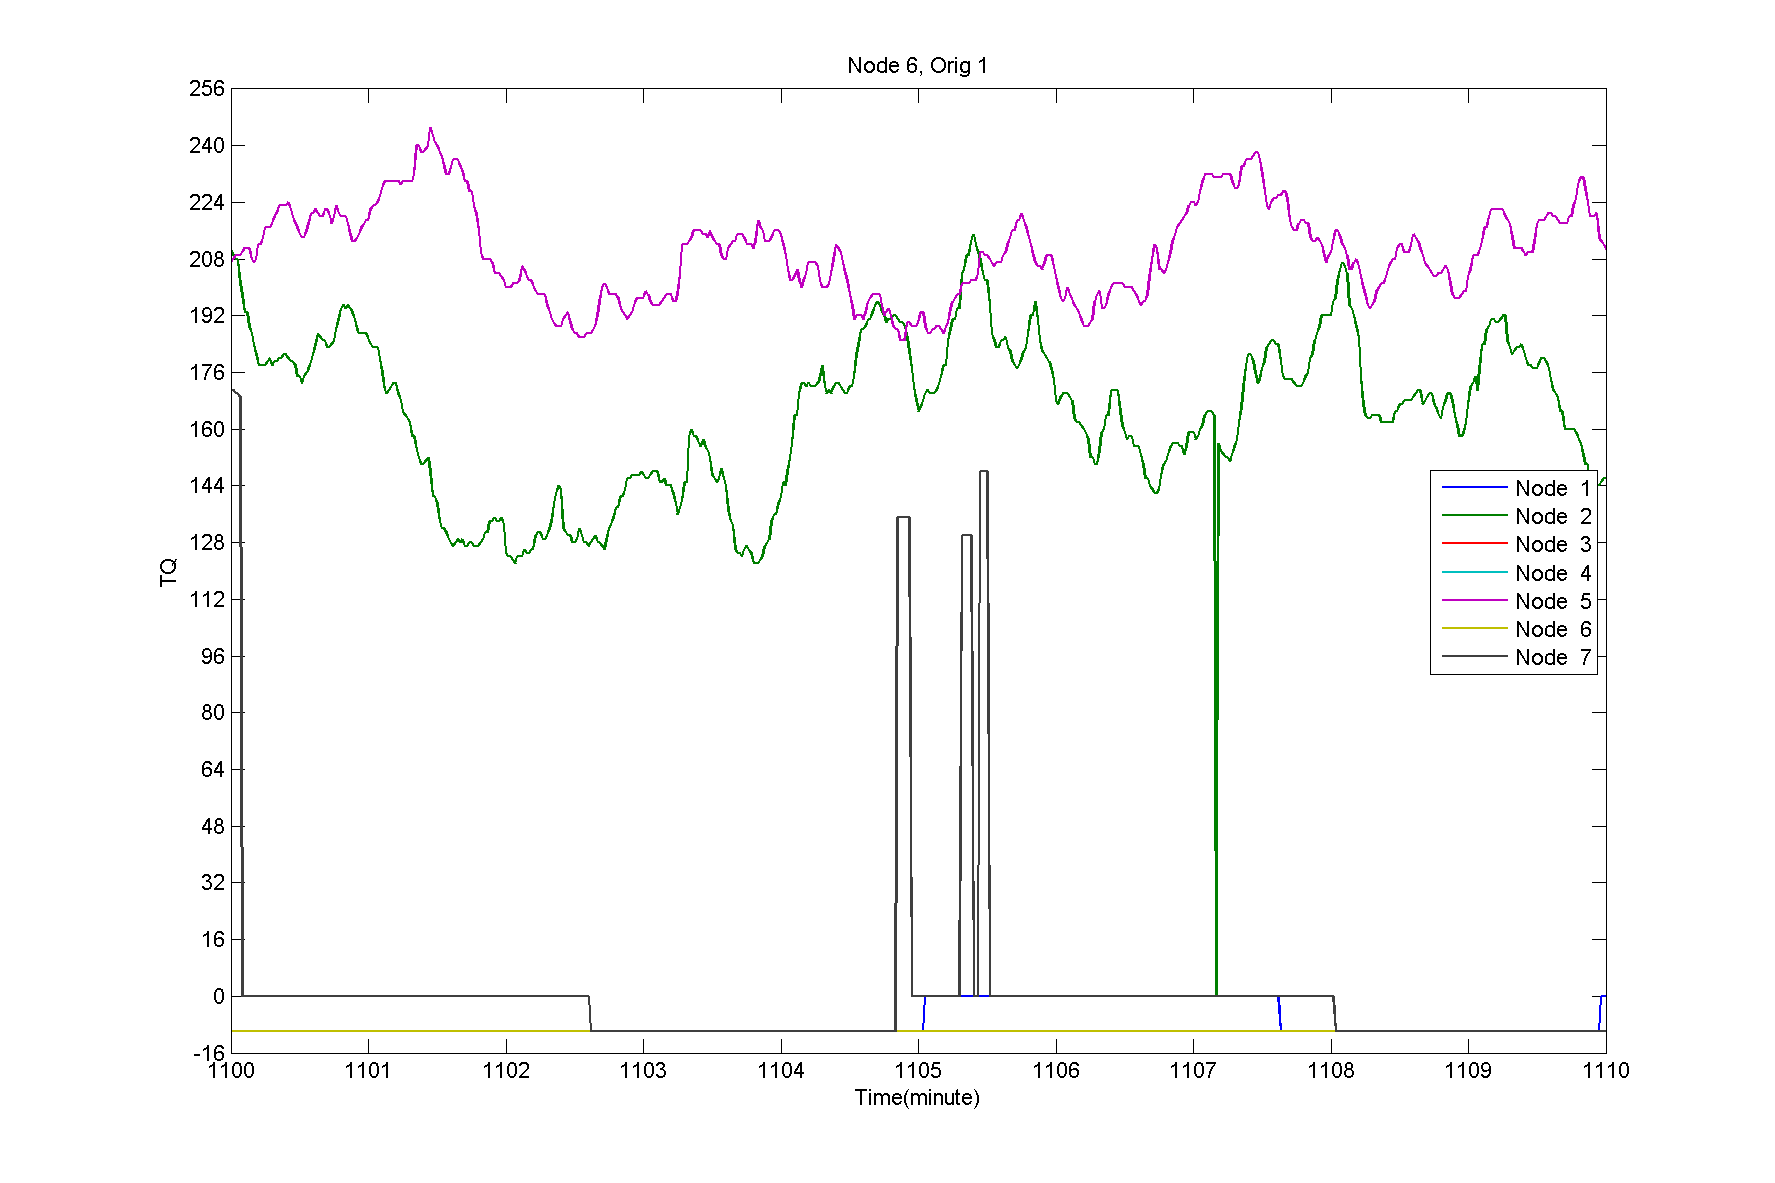 Node 6, Orig 1
256
240
224
208
192
176
160
144
128
112
96
80
64
48
32
16
0
-16
TQ
Node 1
Node 2
Node 3
Node 4
Node 5
Node 6
Node 7
1100 1101 1102 1103 1104 1105 1106 1107 1108 1109 1110
Time(minute)